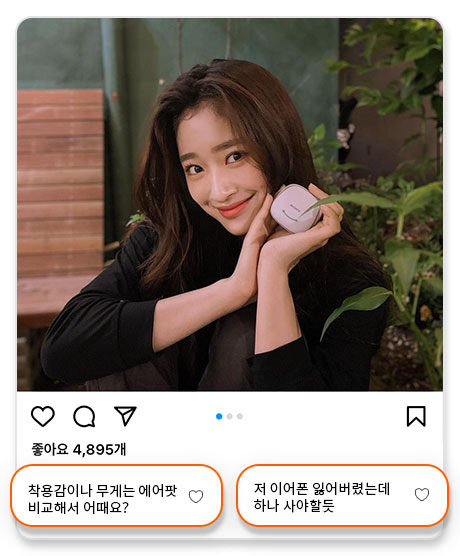 좋아요 4,895개
착용감이나 무게는 에어팟
비교해서 어때요?
저 이어폰 잃어버렸는데
하나 사야할듯